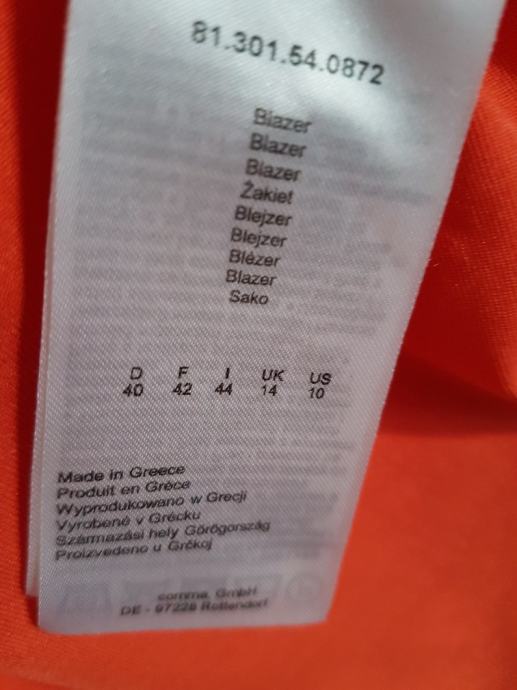 81.301.54.0872
Blazer
Blazer
Blazer
Żakiet
Blejzer
Blejzer
Blézer
Blazer
Sako
D F I UK US
40 42 44 14 10
Made in Greece
Produit en Grèce
Wyprodukowano w Grecji
Vyrobené v Grécku
Származási hely Görögország
Proizvedeno u Grčkoj
comma, GmbH
DE - 97228 Rottendorf